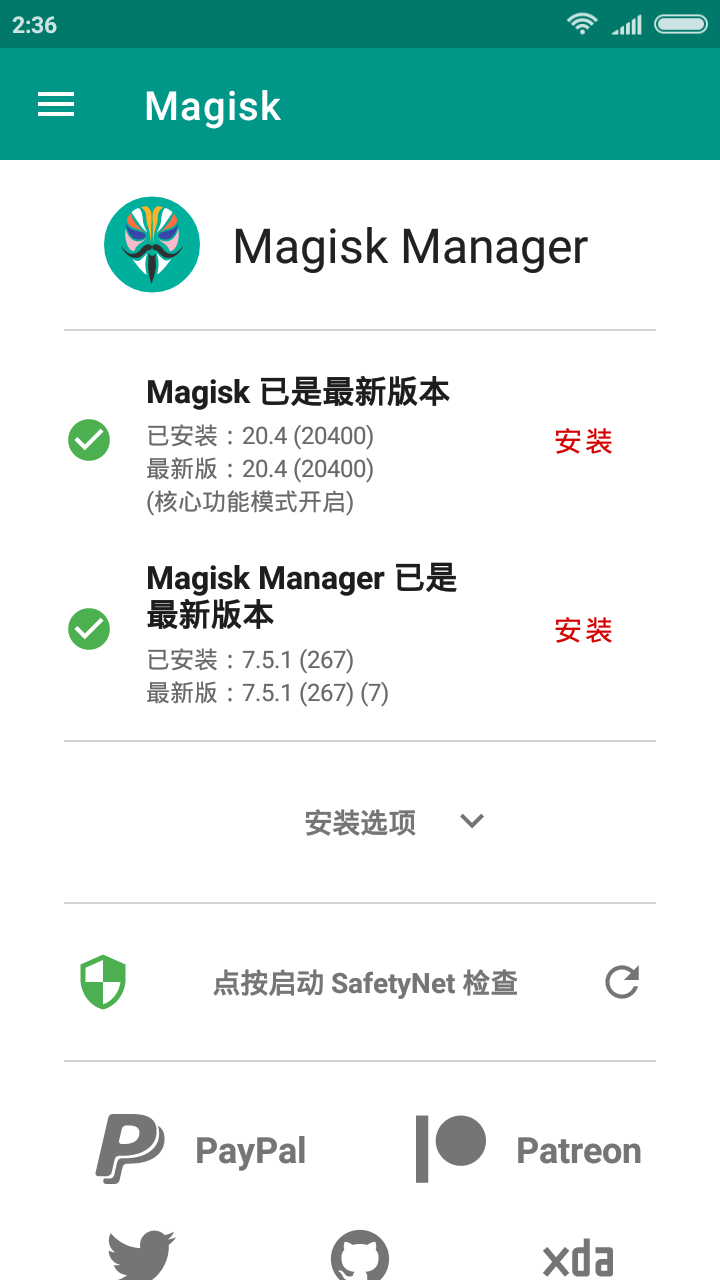 2:36
Magisk
Magisk Manager
Magisk 已是最新版本
已安装：20.4 (20400)
最新版：20.4 (20400)
(核心功能模式开启)
安装
Magisk Manager 已是
最新版本
已安装：7.5.1 (267)
最新版：7.5.1 (267) (7)
安装
安装选项
点按启动 SafetyNet 检查
PayPal
Patreon
xda